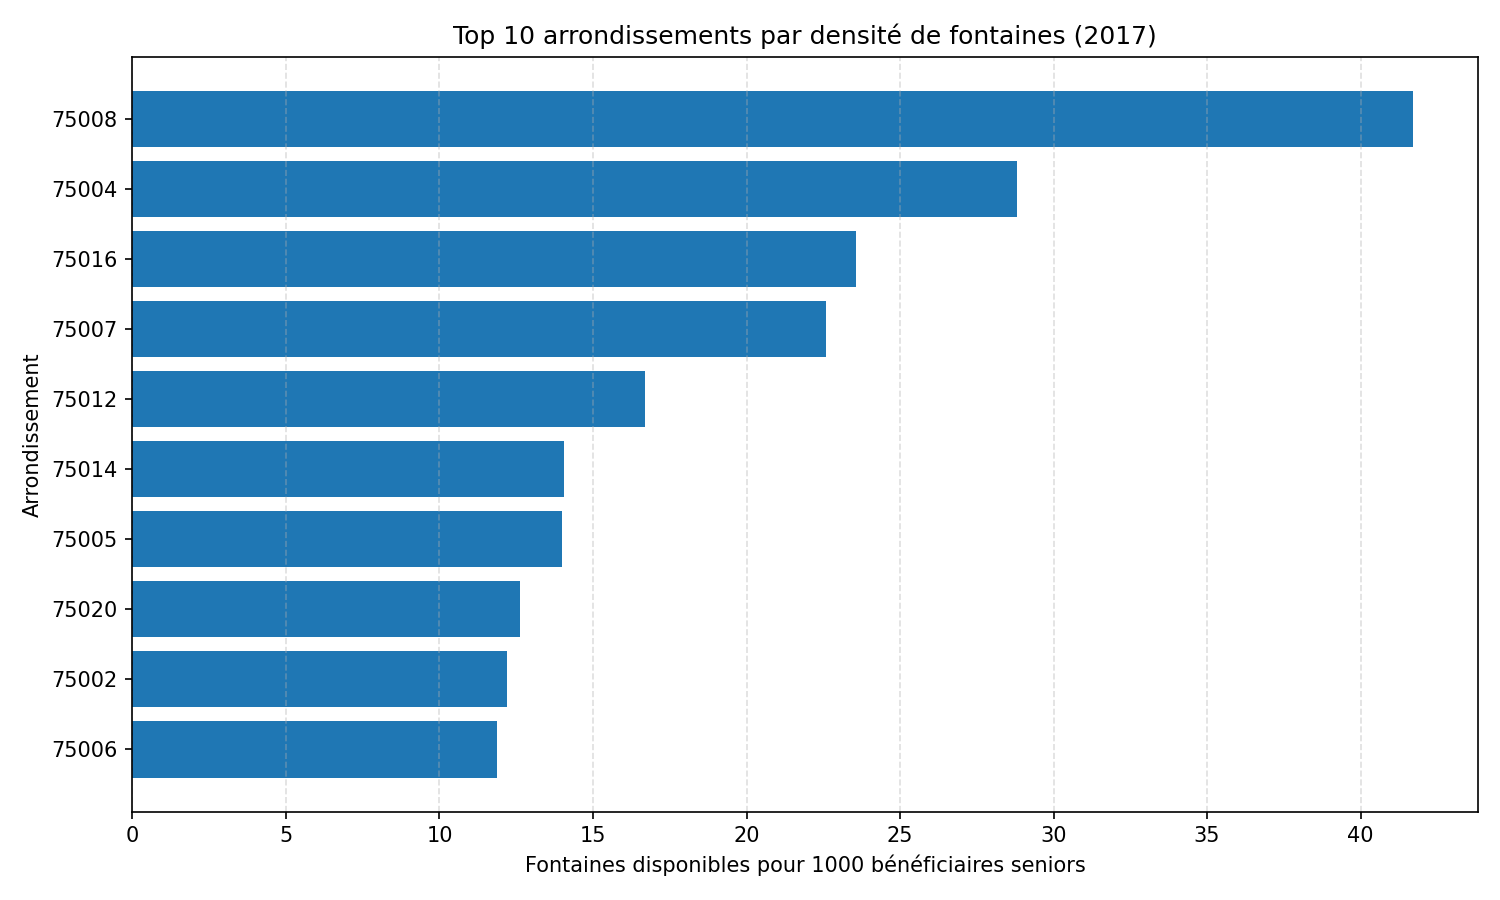 Top 10 arrondissements par densité de fontaines (2017)
Arrondissement
75008
75004
75016
75007
75012
75014
75005
75020
75002
75006
0 5 10 15 20 25 30 35 40
Fontaines disponibles pour 1000 bénéficiaires seniors